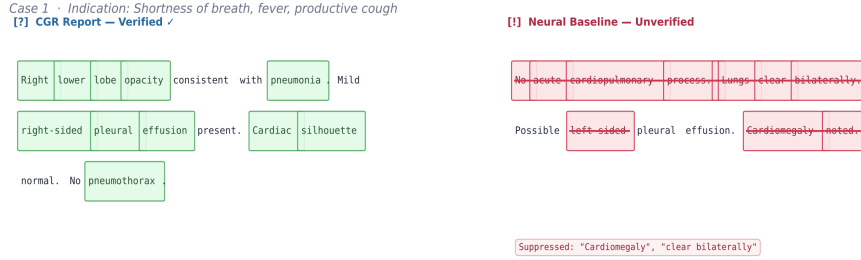 Case 1 · Indication: Shortness of breath, fever, productive cough
[?] CGR Report — Verified ✓
Right lower lobe opacity consistent with pneumonia . Mild
right-sided pleural effusion present. Cardiac silhouette
normal. No pneumothorax .
[!] Neural Baseline — Unverified
No acute cardiopulmonary process. Lungs clear bilaterally.
Possible left-sided pleural effusion. Cardiomegaly noted.
Suppressed: "Cardiomegaly", "clear bilaterally"